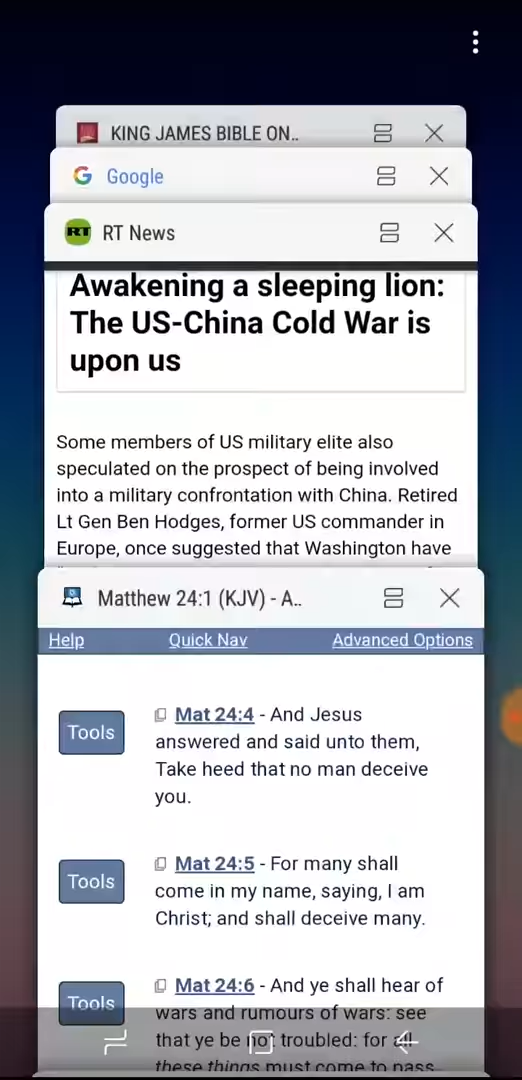 KING JAMES BIBLE ON..
Google
RT News
Awakening a sleeping lion:
The US-China Cold War is
upon us
Some members of US military elite also
speculated on the prospect of being involved
into a military confrontation with China. Retired
Lt Gen Ben Hodges, former US commander in
Europe, once suggested that Washington have
Matthew 24:1 (KJV) - A..
Help Quick Nav Advanced Options
Tools
Mat 24:4 - And Jesus
answered and said unto them,
Take heed that no man deceive
you.
Tools
Mat 24:5 - For many shall
come in my name, saying, I am
Christ; and shall deceive many.
Tools
Mat 24:6 - And ye shall hear of
wars and rumours of wars: see
that ye be not troubled: for all
these things must come to pass